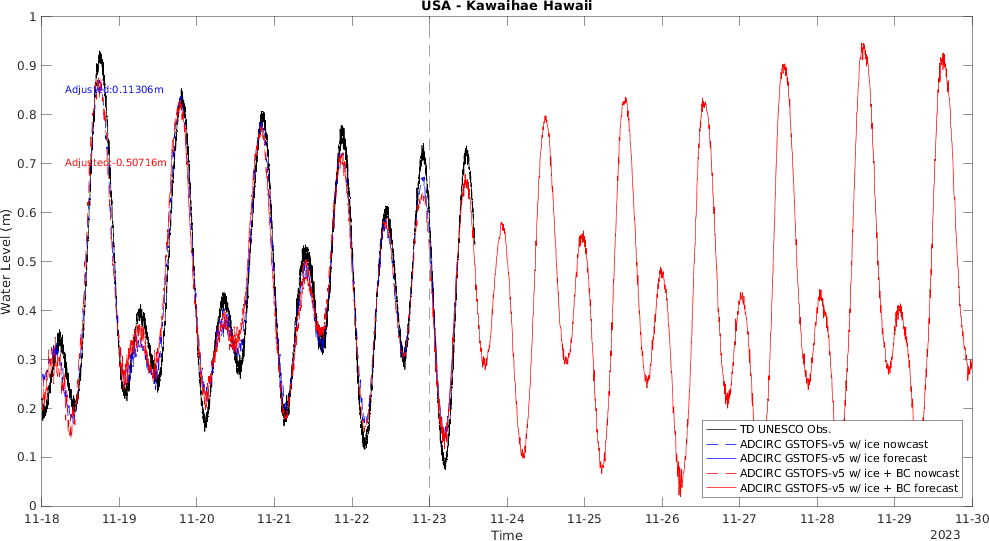 USA - Kawaihae Hawaii
1
0.9
0.8
0.7
0.6
0.5
0.4
0.3
0.2
0.1
0
Water Level (m)
Adjusted:0.11306m
Adjusted:-0.50716m
TD UNESCO Obs.
ADCIRC GSTOFS-v5 w/ ice nowcast
ADCIRC GSTOFS-v5 w/ ice forecast
ADCIRC GSTOFS-v5 w/ ice + BC nowcast
ADCIRC GSTOFS-v5 w/ ice + BC forecast
11-18 11-19 11-20 11-21 11-22 11-23 11-24 11-25 11-26 11-27 11-28 11-29 11-30
Time
2023